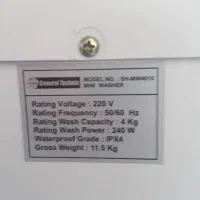 General Technic MODEL NO. : SH-MWH010
MINI WASHER
Rating Voltage : 220 V
Rating Frequency : 50/60 Hz
Rating Wash Capacity : 4 Kg
Rating Wash Power : 240 W
Waterproof Grade : IPX4
Gross Weight : 11.5 Kg